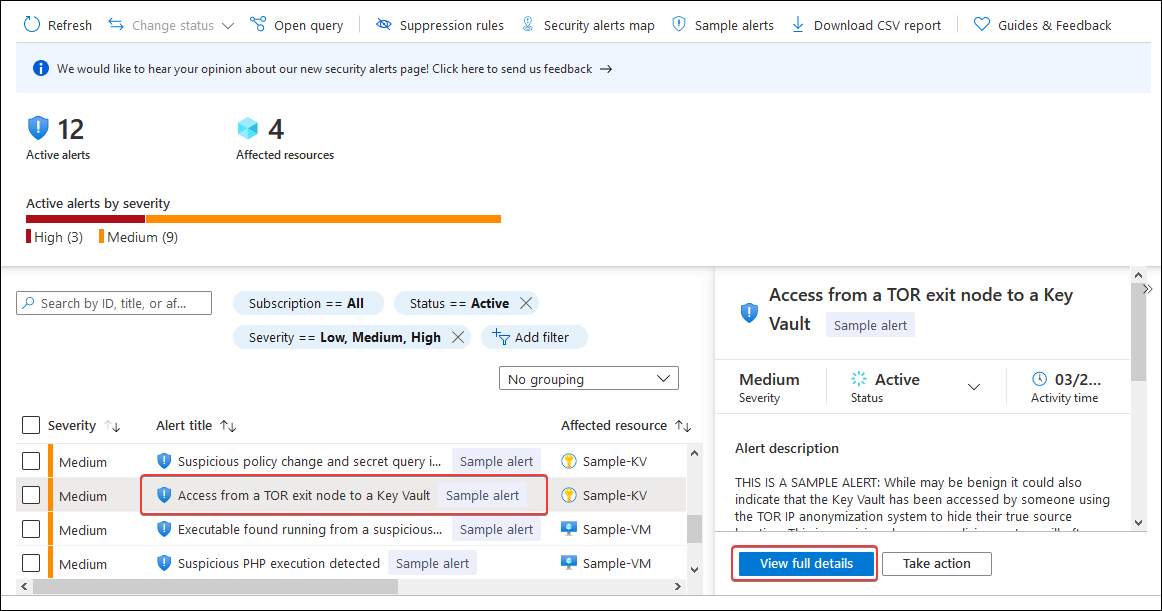 Refresh Change status Open query Suppression rules Security alerts map Sample alerts Download CSV report Guides & Feedback
We would like to hear your opinion about our new security alerts page! Click here to send us feedback →
12
Active alerts
4
Affected resources
Active alerts by severity
High (3) Medium (9)
Search by ID, title, or af...
Subscription == All Status == Active
Severity == Low, Medium, High Add filter
No grouping
Severity Alert title Affected resource
Medium Suspicious policy change and secret query i... Sample alert Sample-KV
Medium Access from a TOR exit node to a Key Vault Sample alert Sample-KV
Medium Executable found running from a suspicious... Sample alert Sample-VM
Medium Suspicious PHP execution detected Sample alert Sample-VM
Access from a TOR exit node to a Key
Vault Sample alert
Medium Active 03/2...
Severity Status Activity time
Alert description
THIS IS A SAMPLE ALERT: While may be benign it could also
indicate that the Key Vault has been accessed by someone using
the TOR IP anonymization system to hide their true source
View full details Take action